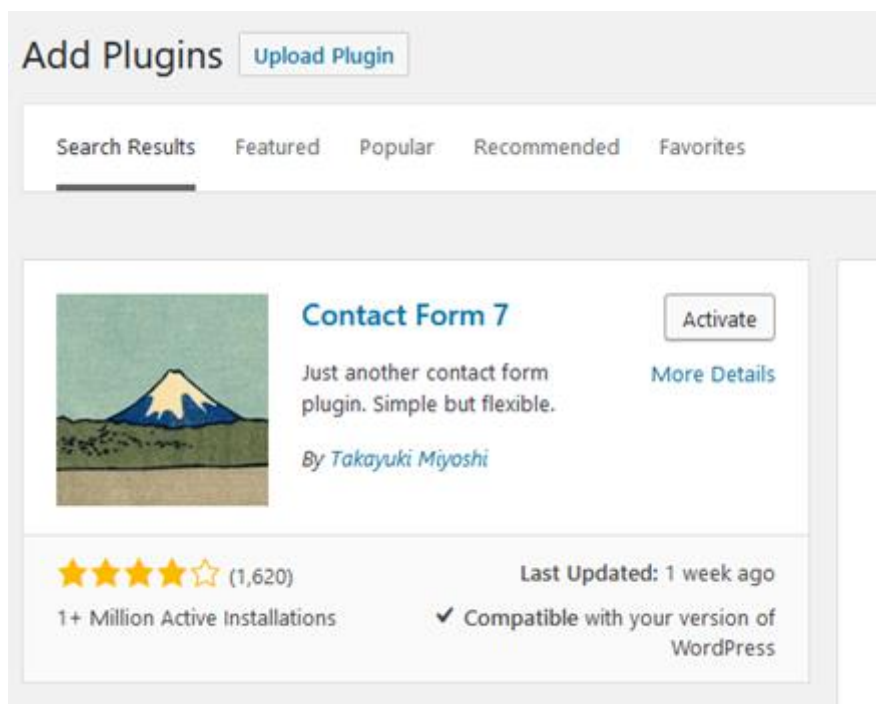 Add Plugins Upload Plugin
Search Results Featured Popular Recommended Favorites
Contact Form 7
Activate
Just another contact form
plugin. Simple but flexible.
More Details
By Takayuki Miyoshi
(1,620)
Last Updated: 1 week ago
1+ Million Active Installations
Compatible with your version of
WordPress